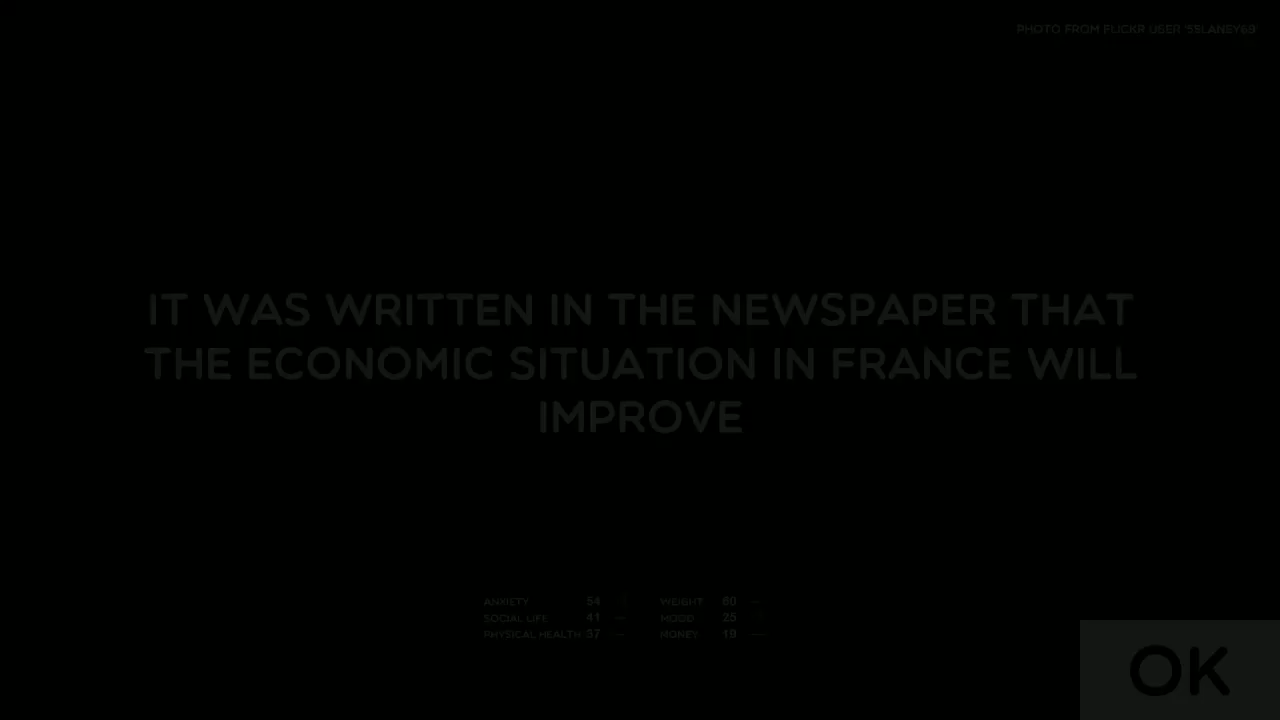 PHOTO FROM FLICKR USER '55LANEY69'
IT WAS WRITTEN IN THE NEWSPAPER THAT
THE ECONOMIC SITUATION IN FRANCE WILL
IMPROVE
ANXIETY 54 WEIGHT 60 —
SOCIAL LIFE 41 — MOOD 25
PHYSICAL HEALTH 37 — MONEY 19 —
OK